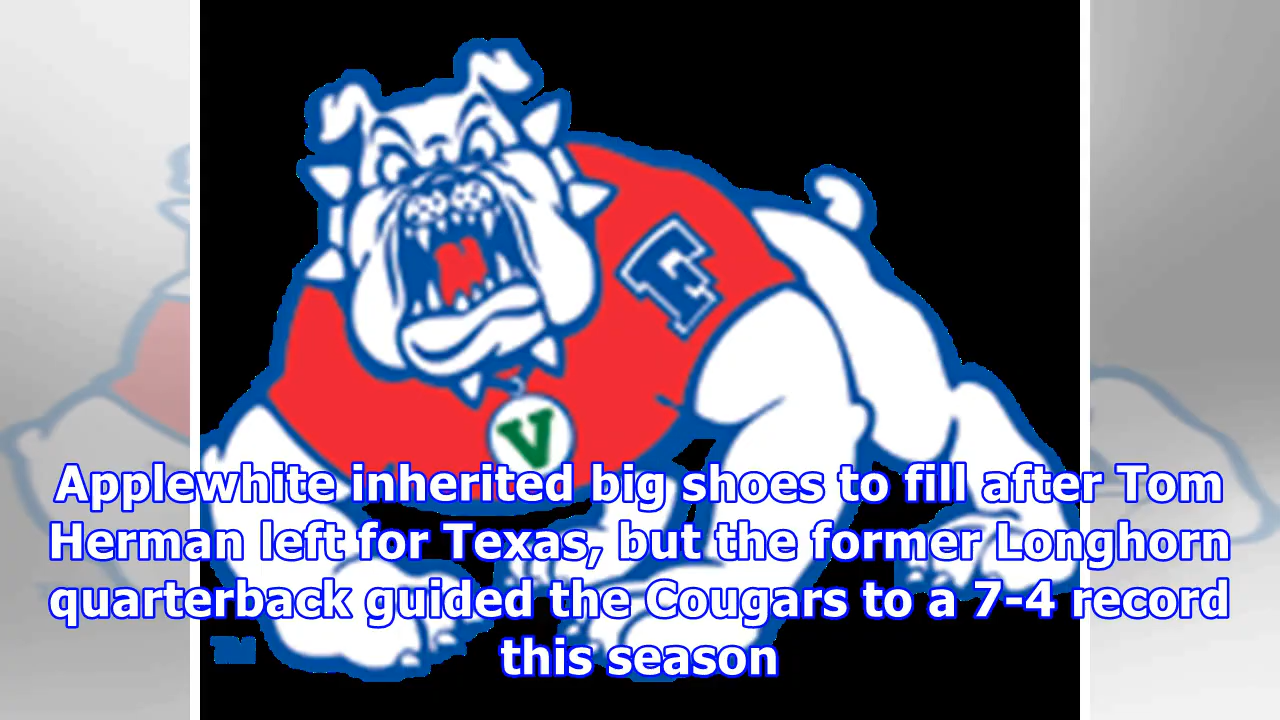 F
V
Applewhite inherited big shoes to fill after Tom
Herman left for Texas, but the former Longhorn
quarterback guided the Cougars to a 7-4 record
TM
this season